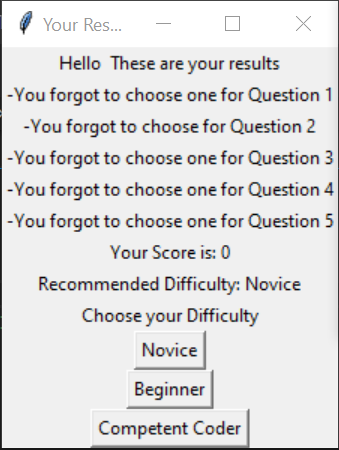 Your Res...
Hello  These are your results
-You forgot to choose one for Question 1
-You forgot to choose for Question 2
-You forgot to choose one for Question 3
-You forgot to choose one for Question 4
-You forgot to choose one for Question 5
Your Score is: 0
Recommended Difficulty: Novice
Choose your Difficulty
Novice
Beginner
Competent Coder